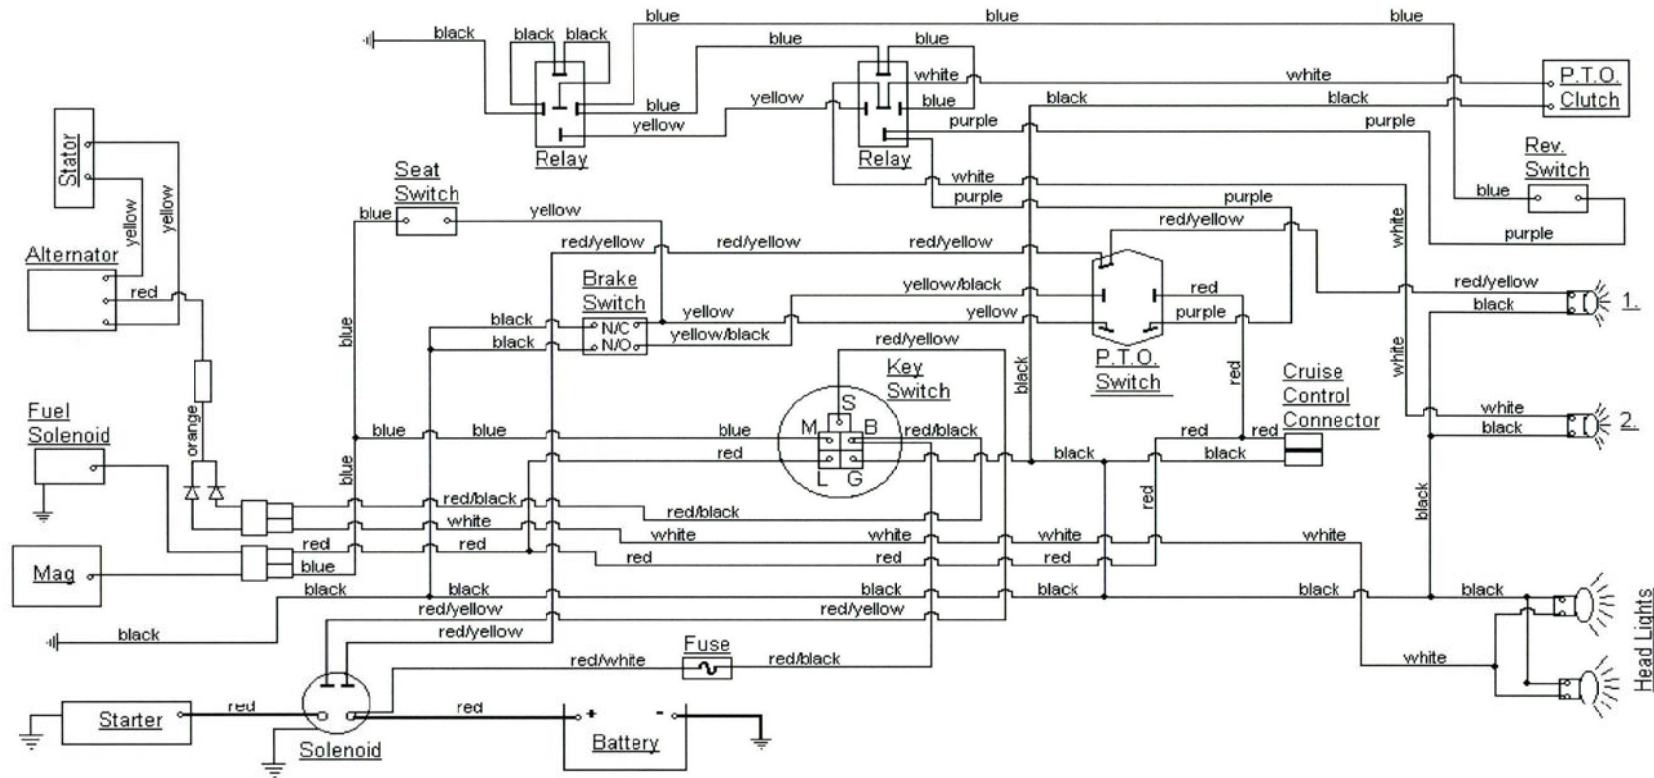 blue blue blue
black black black blue blue
white white P.T.O.
yellow blue blue black black Clutch
yellow purple purple
Relay Relay Rev.
Switch
Stator Seat
Switch white
blue yellow purple purple blue
red/yellow white
yellow yellow red/yellow red/yellow red/yellow purple
Alternator Brake
Switch
red yellow/black red red/yellow
black yellow yellow purple black 1.
N/C
N/O
black yellow/black red/yellow
blue P.T.O.
Switch
Key
Switch
black red white
Cruise
Control
Connector
Fuel
Solenoid
orange
S
M B
L G
blue blue blue red/black red red white
black 2.
red black black
blue red/black red black
white red/black
white white white white
red red red red red
Mag blue
black black black black black black
red/yellow red/yellow
black red/yellow
Fuse
red/white red/black white
Head Lights
red red
Starter + -
Solenoid Battery